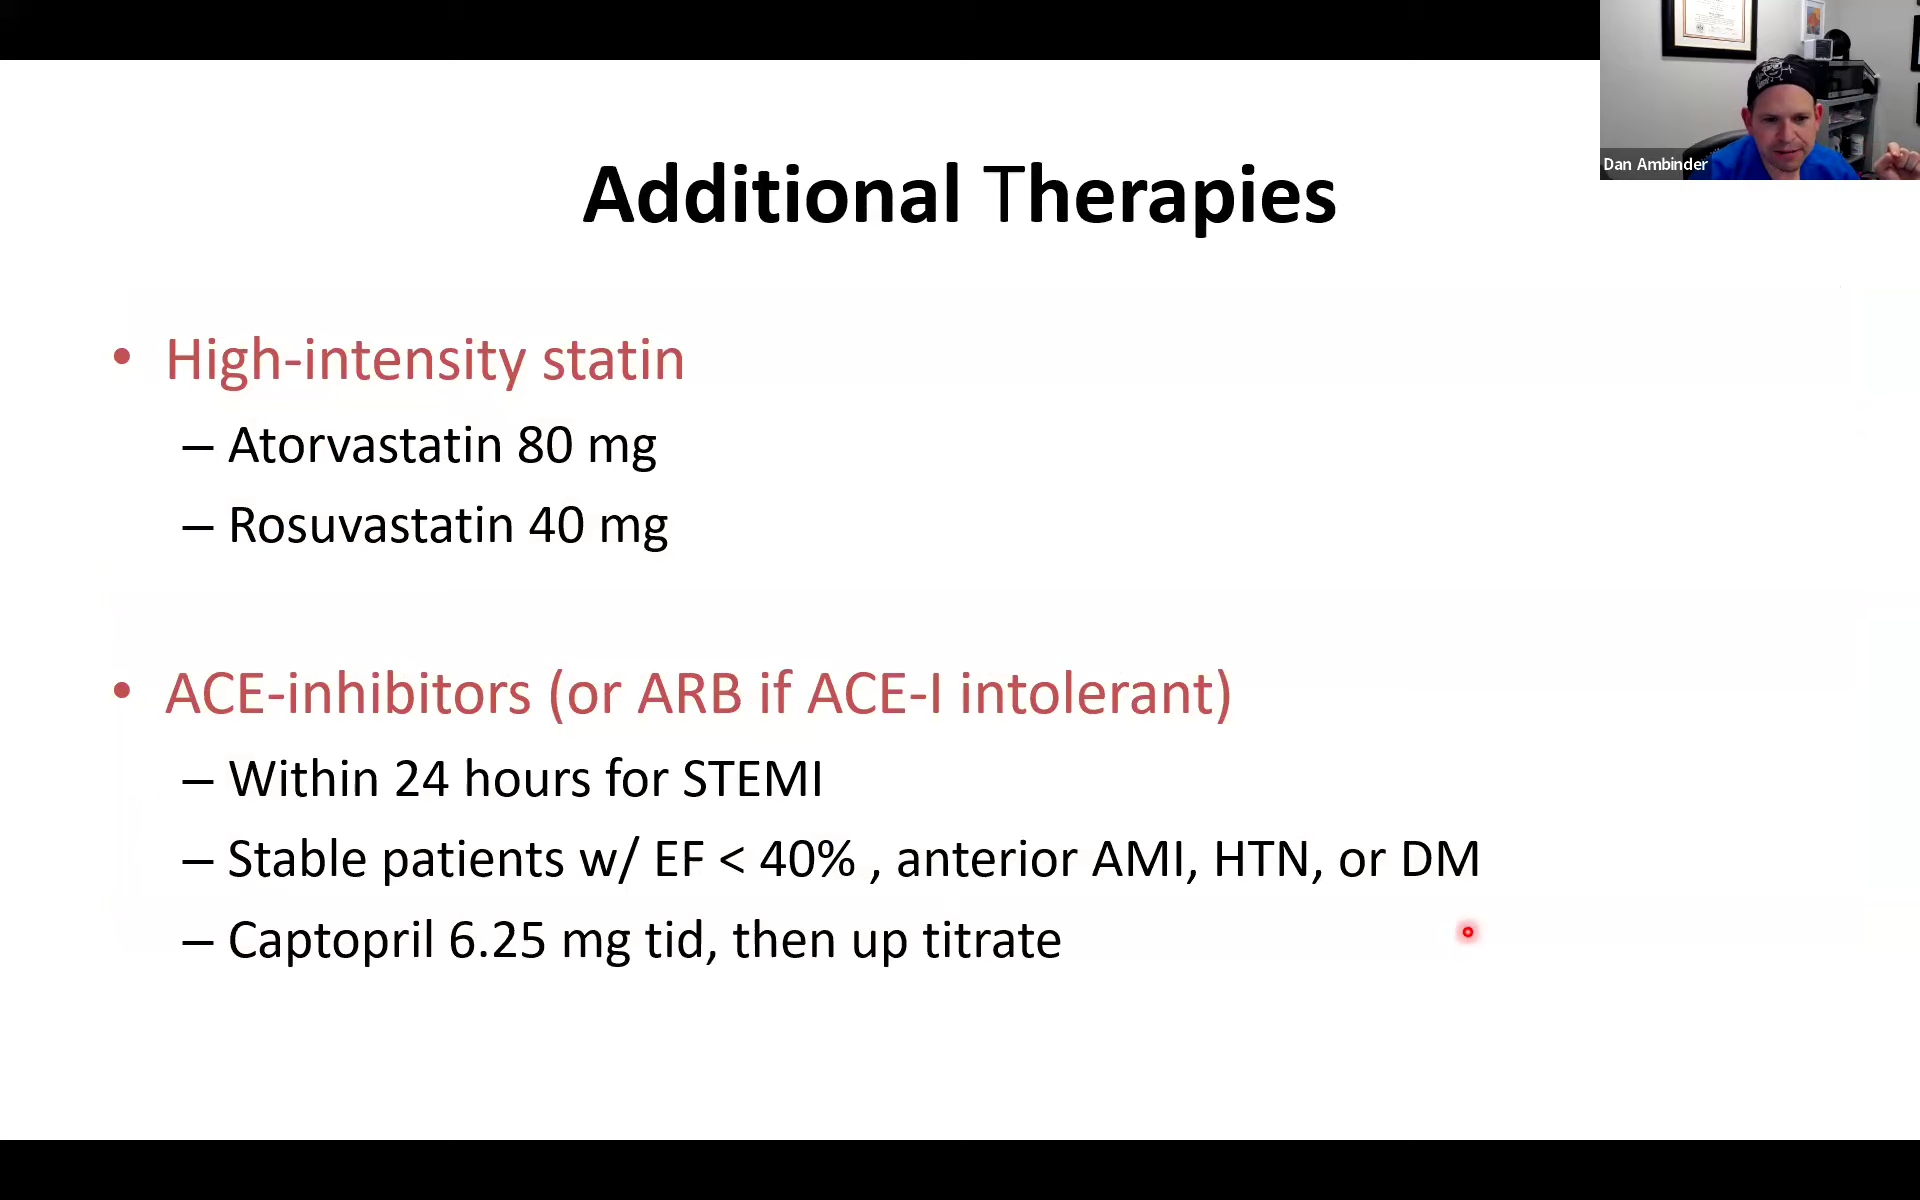 Additional Therapies
Dan Ambinder
• High-intensity statin
– Atorvastatin 80 mg
– Rosuvastatin 40 mg
• ACE-inhibitors (or ARB if ACE-I intolerant)
– Within 24 hours for STEMI
– Stable patients w/ EF < 40% , anterior AMI, HTN, or DM
– Captopril 6.25 mg tid, then up titrate